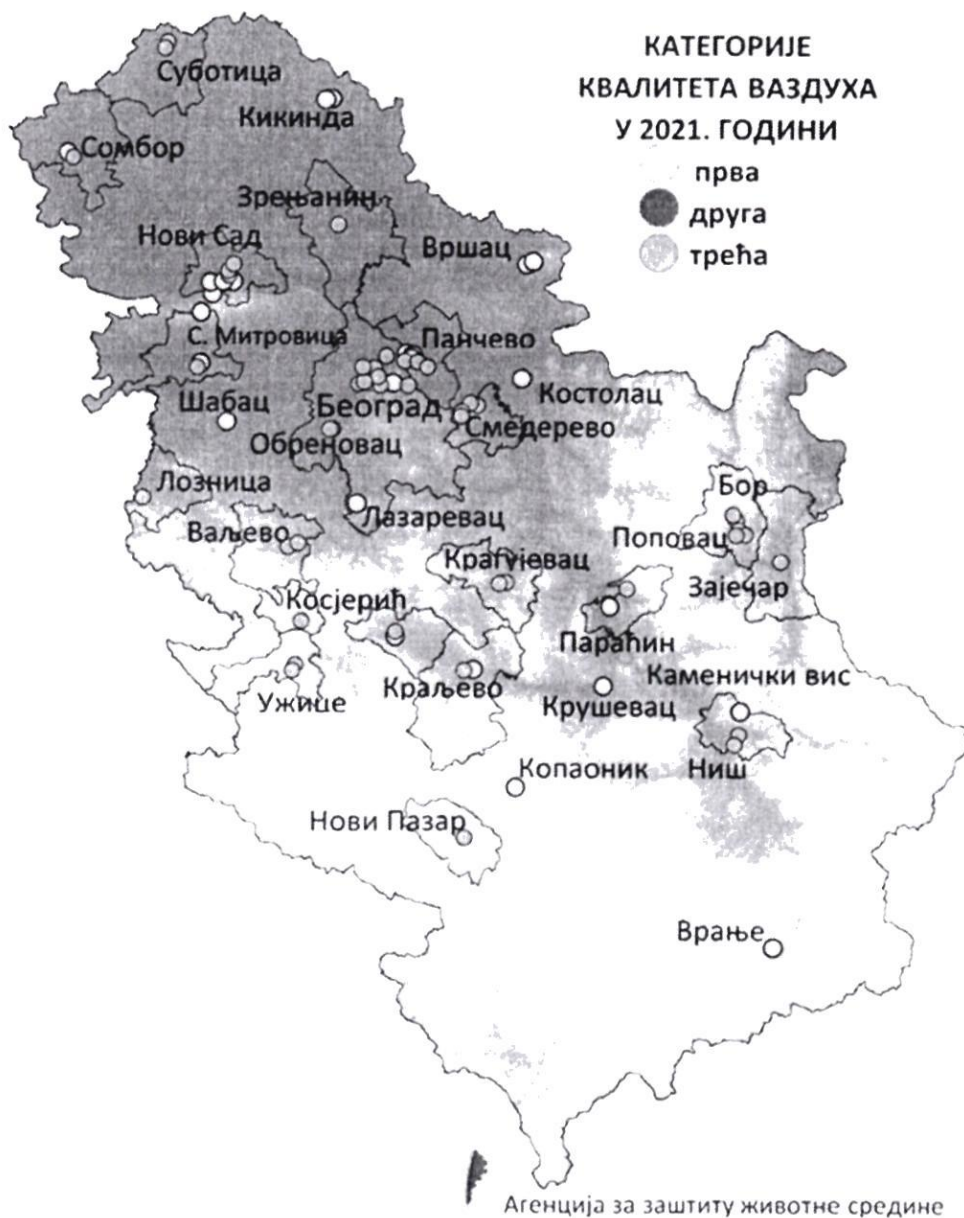 КАТЕГОРИЈЕ
КВАЛИТЕТА ВАЗДУХА
У 2021. ГОДИНИ
прва
друга
трећа
Суботица
Кикинда
Сомбор
Зрењанин
Нови Сад
Вршац
С. Митровица
Панчево
Костолац
Шабац
Београд
Смедерево
Обреновац
Лозница
Лазаревац
Бор
Ваљево
Поповац
Крагујевац
Зајечар
Косјерић
Параћин
Каменички вис
Ужице
Краљево
Крушевац
Копаоник
Ниш
Нови Пазар
Врање
Агенција за заштиту животне средине